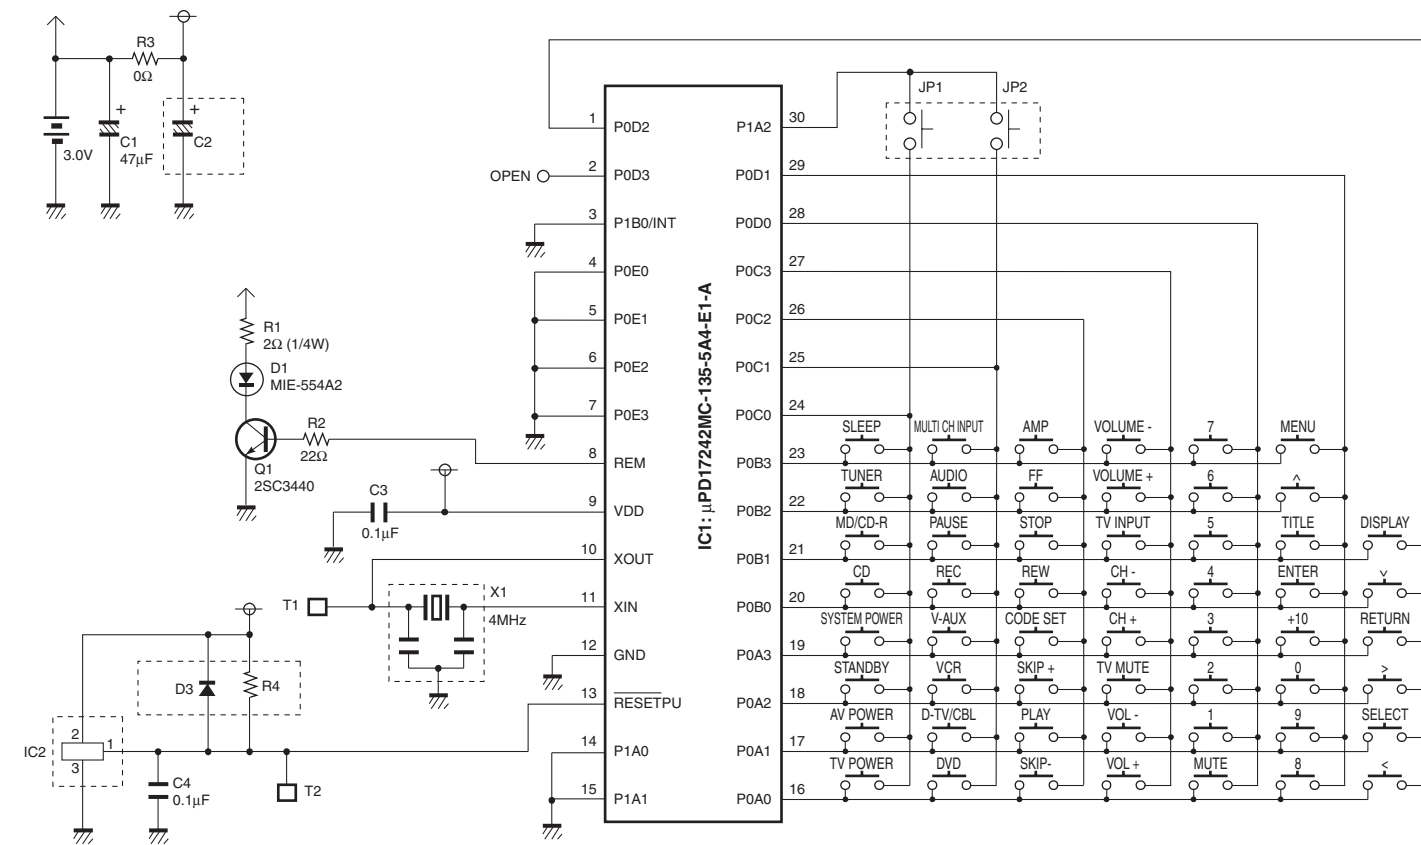 R3
0Ω
+
C1
47μF
+
C2
3.0V
R1
2Ω (1/4W)
D1
MIE-554A2
R2
22Ω
Q1
2SC3440
C3
0.1μF
T1
X1
4MHz
D3
R4
IC2
2
1
3
C4
0.1μF
T2
OPEN
IC1: μPD17242MC-135-5A4-E1-A
1 P0D2
2 P0D3
3 P1B0/INT
4 P0E0
5 P0E1
6 P0E2
7 P0E3
8 REM
9 VDD
10 XOUT
11 XIN
12 GND
13 RESETPU
14 P1A0
15 P1A1
P1A2 30
P0D1 29
P0D0 28
P0C3 27
P0C2 26
P0C1 25
P0C0 24
P0B3 23
P0B2 22
P0B1 21
P0B0 20
P0A3 19
P0A2 18
P0A1 17
P0A0 16
JP1 JP2
SLEEP MULTI CH INPUT AMP VOLUME - 7 MENU
TUNER AUDIO FF VOLUME + 6 ^
MD/CD-R PAUSE STOP TV INPUT 5 TITLE DISPLAY
CD REC REW CH - 4 ENTER ˅
SYSTEM POWER V-AUX CODE SET CH + 3 +10 RETURN
STANDBY VCR SKIP + TV MUTE 2 0 >
AV POWER D-TV/CBL PLAY VOL - 1 9 SELECT
TV POWER DVD SKIP- VOL + MUTE 8 <